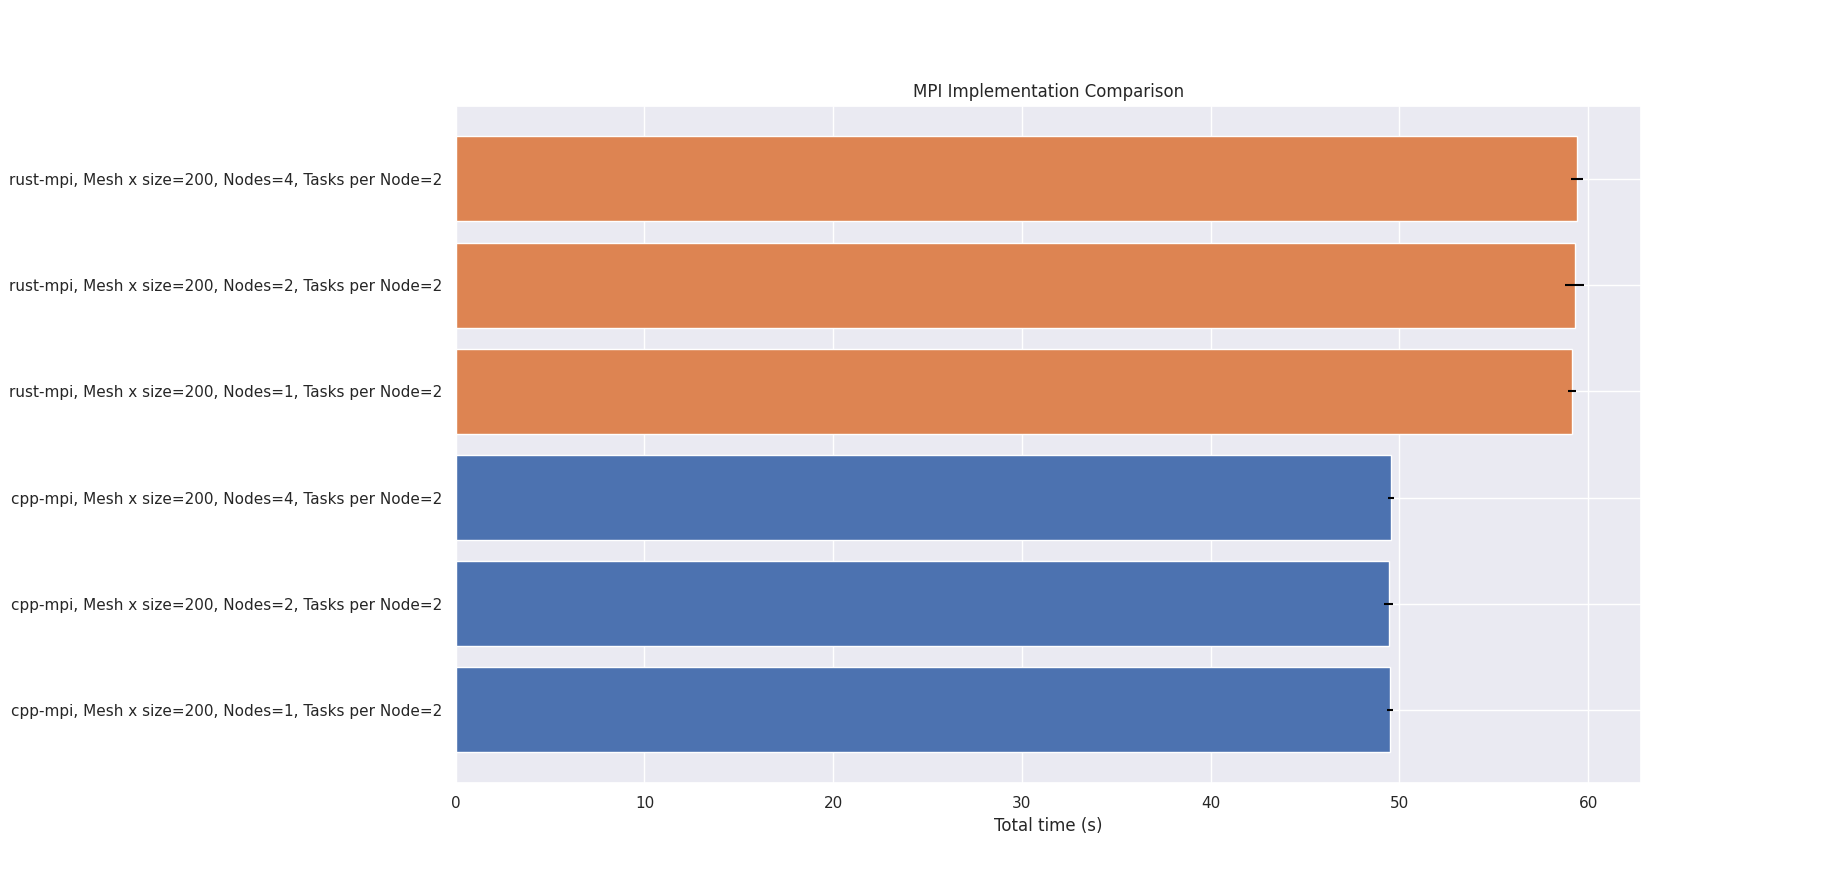 MPI Implementation Comparison
rust-mpi, Mesh x size=200, Nodes=4, Tasks per Node=2
rust-mpi, Mesh x size=200, Nodes=2, Tasks per Node=2
rust-mpi, Mesh x size=200, Nodes=1, Tasks per Node=2
cpp-mpi, Mesh x size=200, Nodes=4, Tasks per Node=2
cpp-mpi, Mesh x size=200, Nodes=2, Tasks per Node=2
cpp-mpi, Mesh x size=200, Nodes=1, Tasks per Node=2
0 10 20 30 40 50 60
Total time (s)